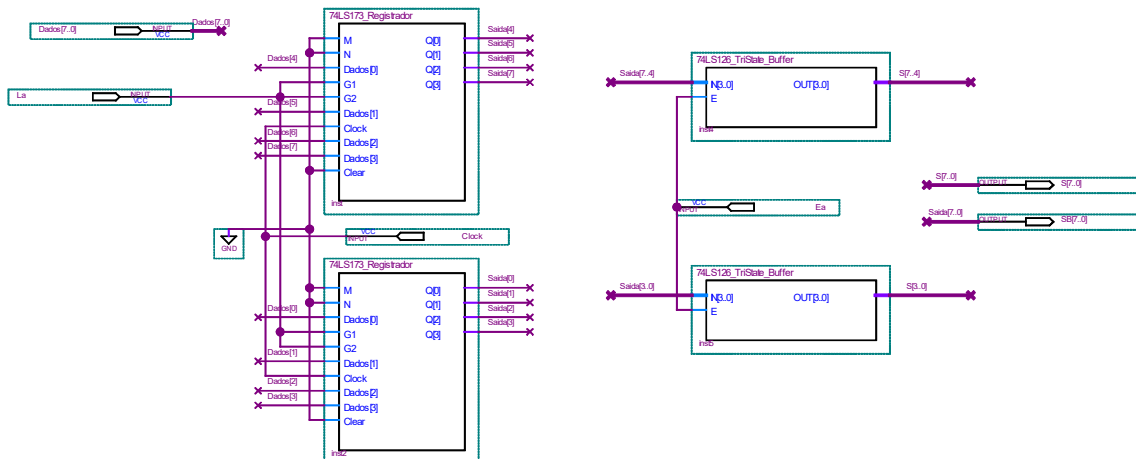 Dados[7..0]
INPUT
VCC
Dados[7..0]
La
INPUT
VCC
74LS173_Registrador
M
N
Dados[0]
G1
G2
Dados[1]
Clock
Dados[2]
Dados[3]
Clear
Q[0]
Q[1]
Q[2]
Q[3]
inst
Dados[4]
Dados[5]
Dados[6]
Dados[7]
Saida[4]
Saida[5]
Saida[6]
Saida[7]
GND
VCC
INPUT
Clock
74LS173_Registrador
M
N
Dados[0]
G1
G2
Dados[1]
Clock
Dados[2]
Dados[3]
Clear
Q[0]
Q[1]
Q[2]
Q[3]
inst2
Dados[0]
Dados[1]
Dados[2]
Dados[3]
Saida[0]
Saida[1]
Saida[2]
Saida[3]
74LS126_TriState_Buffer
Saida[7..4]
IN[3..0]
OUT[3..0]
E
S[7..4]
inst4
VCC
INPUT
Ea
S[7..0]
OUTPUT
S[7..0]
Saida[7..0]
OUTPUT
SB[7..0]
74LS126_TriState_Buffer
Saida[3..0]
IN[3..0]
OUT[3..0]
E
S[3..0]
inst5